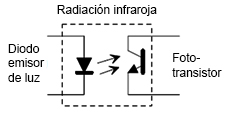 Radiación infraroja
Diodo
emisor
de luz
Foto-
transistor